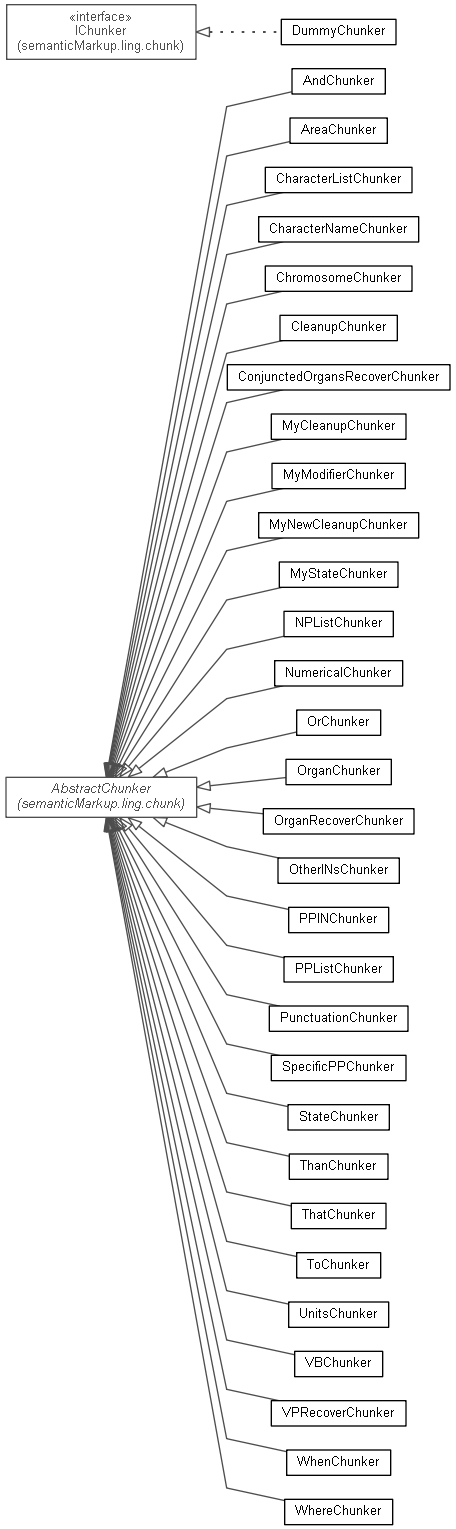 «interface»
IChunker
(semanticMarkup.ling.chunk)
DummyChunker
AndChunker
AreaChunker
CharacterListChunker
CharacterNameChunker
ChromosomeChunker
CleanupChunker
ConjunctedOrgansRecoverChunker
MyCleanupChunker
MyModifierChunker
MyNewCleanupChunker
MyStateChunker
NPListChunker
NumericalChunker
OrChunker
OrganChunker
AbstractChunker
(semanticMarkup.ling.chunk)
OrganRecoverChunker
OtherINsChunker
PPINChunker
PPListChunker
PunctuationChunker
SpecificPPChunker
StateChunker
ThanChunker
ThatChunker
ToChunker
UnitsChunker
VBChunker
VPRecoverChunker
WhenChunker
WhereChunker